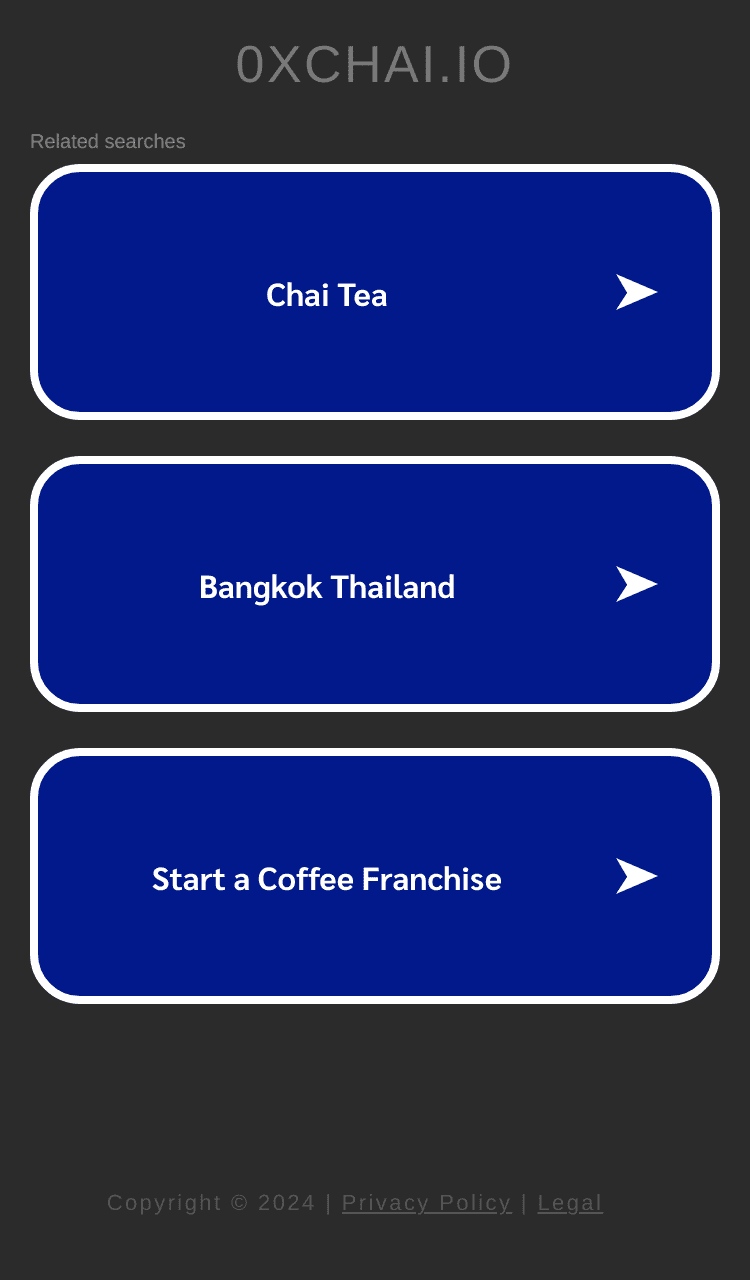 0XCHAI.IO
Related searches
Chai Tea
Bangkok Thailand
Start a Coffee Franchise
Copyright © 2024 | Privacy Policy | Legal